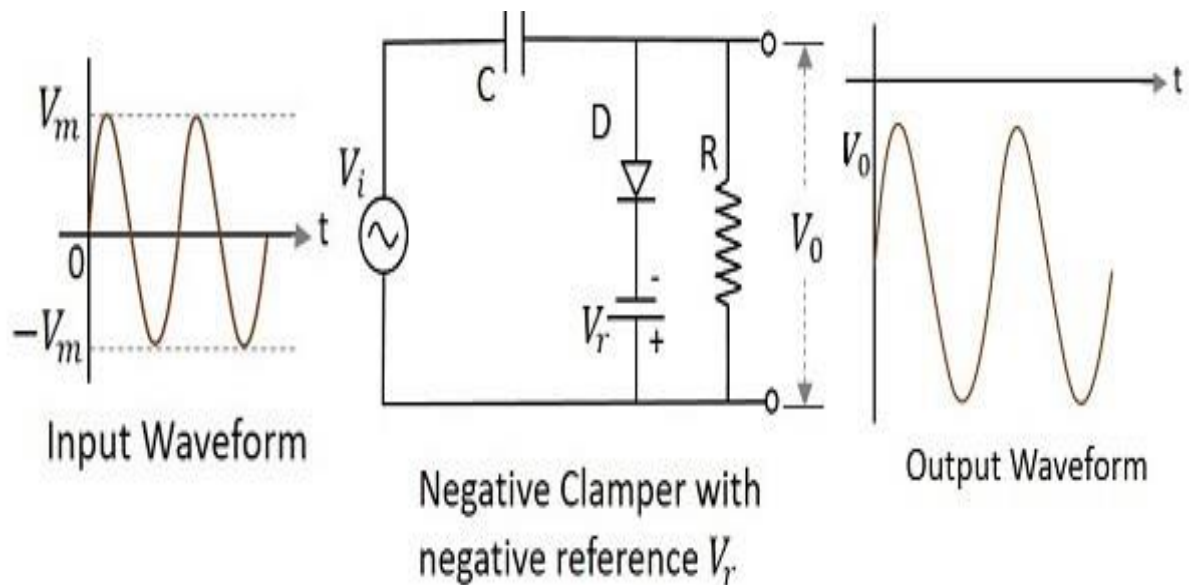 V_m
0
t
−V_m
Input Waveform
C
D
R
V_i
V_0
-
V_r
+
Negative Clamper with
negative reference V_r
t
V_0
Output Waveform